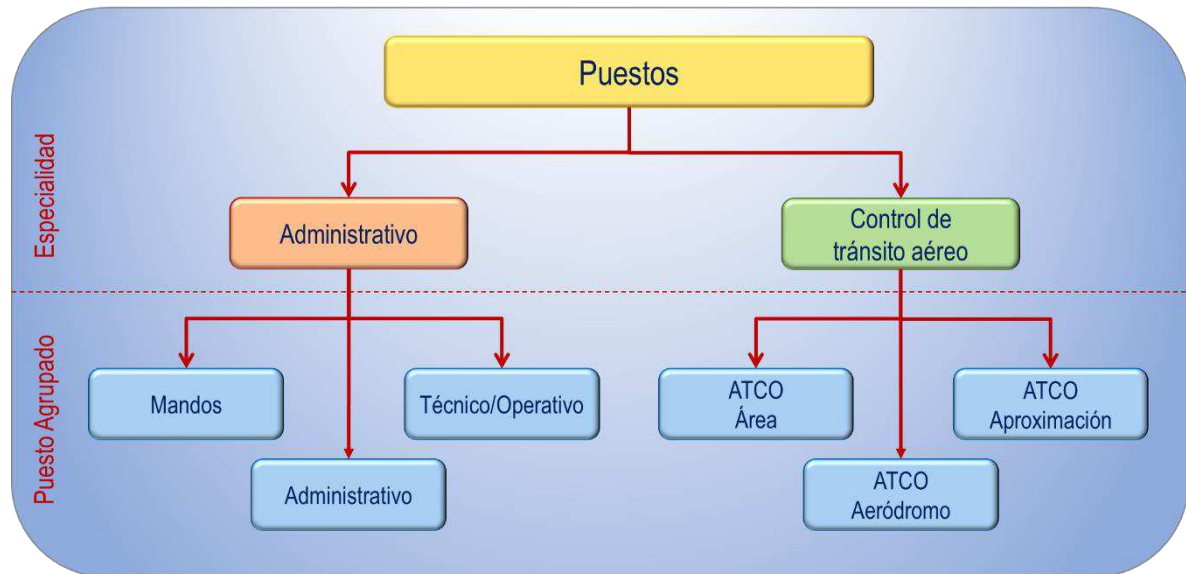 Puestos
Especialidad
Administrativo
Control de
tránsito aéreo
Puesto Agrupado
Mandos
Técnico/Operativo
ATCO
Área
ATCO
Aproximación
Administrativo
ATCO
Aeródromo